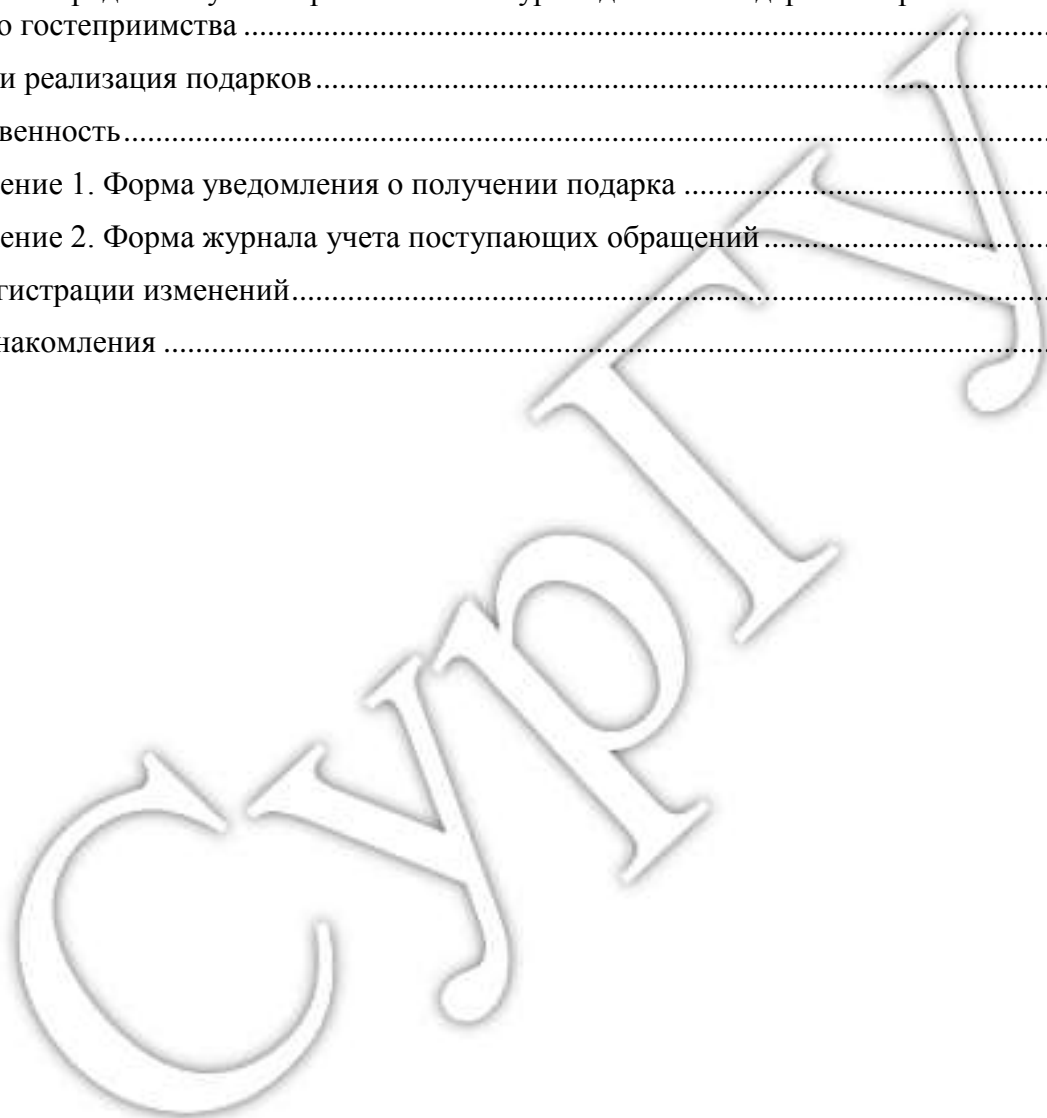 о гостеприимства
и реализация подарков
венность
ение 1. Форма уведомления о получении подарка
ение 2. Форма журнала учета поступающих обращений
гистрации изменений
накомления
СурГУ